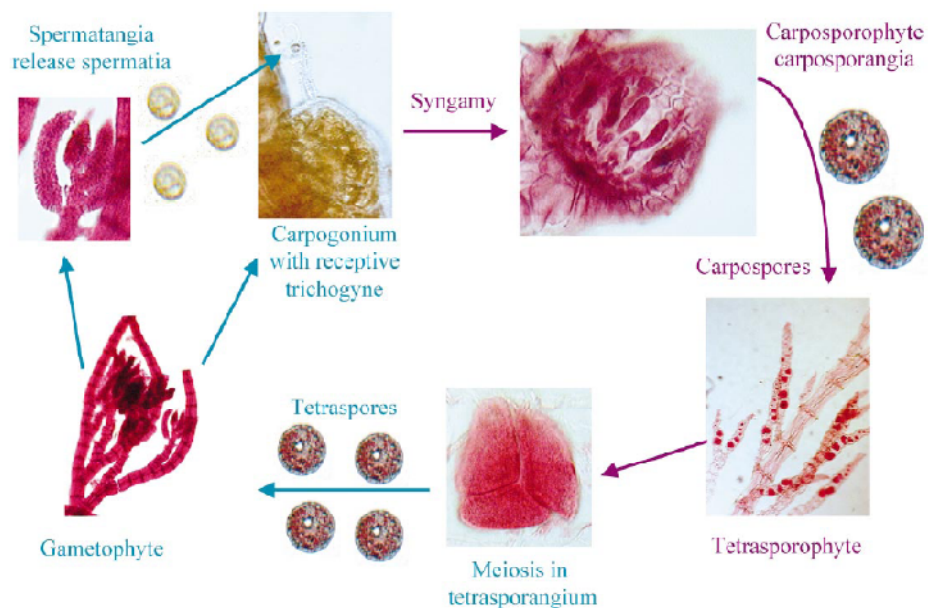 Spermatangia
release spermatia
Carpogonium
with receptive
trichogyne
Syngamy
Carposporophyte
carposporangia
Carpospores
Tetrasporophyte
Meiosis in
tetrasporangium
Tetraspores
Gametophyte